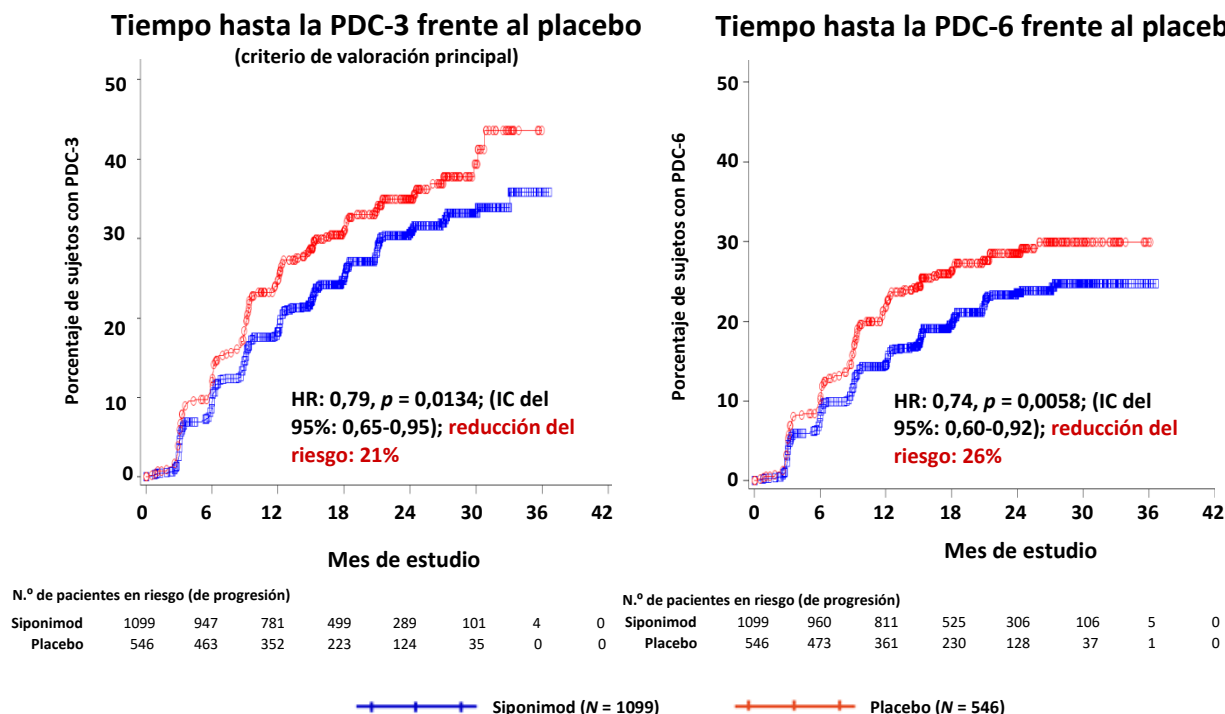 Tiempo hasta la PDC-3 frente al placebo
(criterio de valoración principal)
Porcentaje de sujetos con PDC-3
50
40
30
20
10
0
HR: 0,79, p = 0,0134; (IC del
95%: 0,65-0,95); reducción del
riesgo: 21%
0 6 12 18 24 30 36 42
Mes de estudio
N.º de pacientes en riesgo (de progresión)
Siponimod 1099 947 781 499 289 101 4 0
Placebo 546 463 352 223 124 35 0 0
Tiempo hasta la PDC-6 frente al placeb
Porcentaje de sujetos con PDC-6
50
40
30
20
10
0
HR: 0,74, p = 0,0058; (IC del
95%: 0,60-0,92); reducción del
riesgo: 26%
0 6 12 18 24 30 36 42
Mes de estudio
N.º de pacientes en riesgo (de progresión)
Siponimod 1099 960 811 525 306 106 5 0
Placebo 546 473 361 230 128 37 1 0
Siponimod (N = 1099)
Placebo (N = 546)